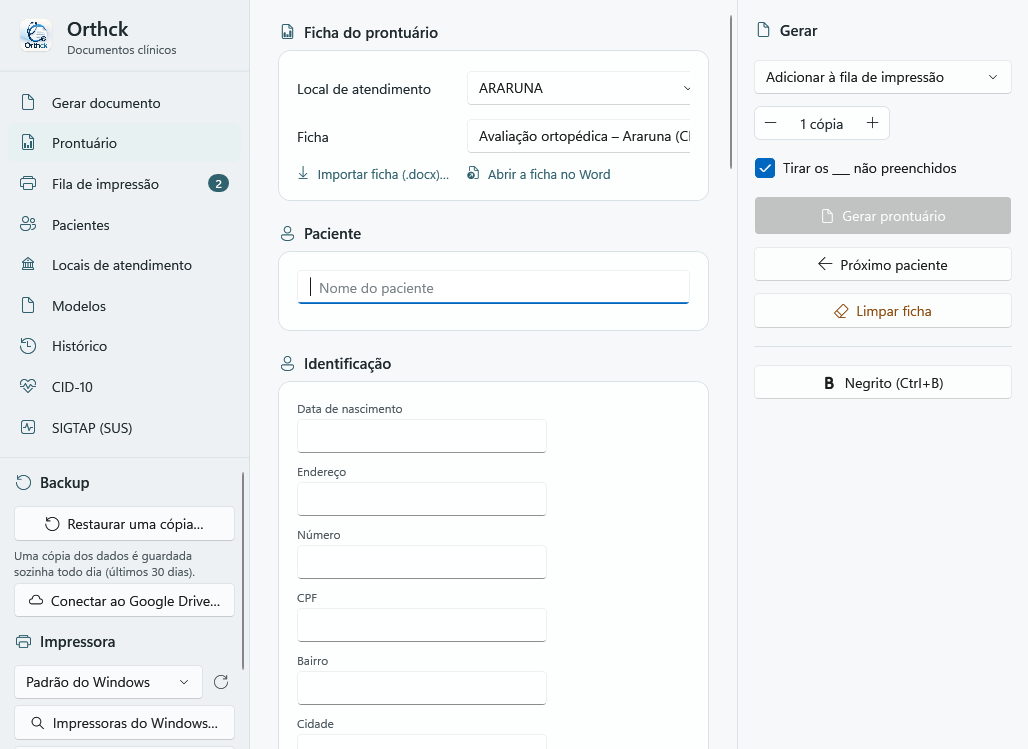 Orthck
Documentos clínicos
Orthck
Gerar documento
Prontuário
Fila de impressão
2
Pacientes
Locais de atendimento
Modelos
Histórico
CID-10
SIGTAP (SUS)
Backup
Restaurar uma cópia...
Uma cópia dos dados é guardada
sozinha todo dia (últimos 30 dias).
Conectar ao Google Drive...
Impressora
Padrão do Windows
Impressoras do Windows...
Ficha do prontuário
Local de atendimento
ARARUNA
Ficha
Avaliação ortopédica – Araruna (CI
Importar ficha (.docx)...
Abrir a ficha no Word
Paciente
Nome do paciente
Identificação
Data de nascimento
Endereço
Número
CPF
Bairro
Cidade
Gerar
Adicionar à fila de impressão
1 cópia
Tirar os ___ não preenchidos
Gerar prontuário
Próximo paciente
Limpar ficha
B Negrito (Ctrl+B)